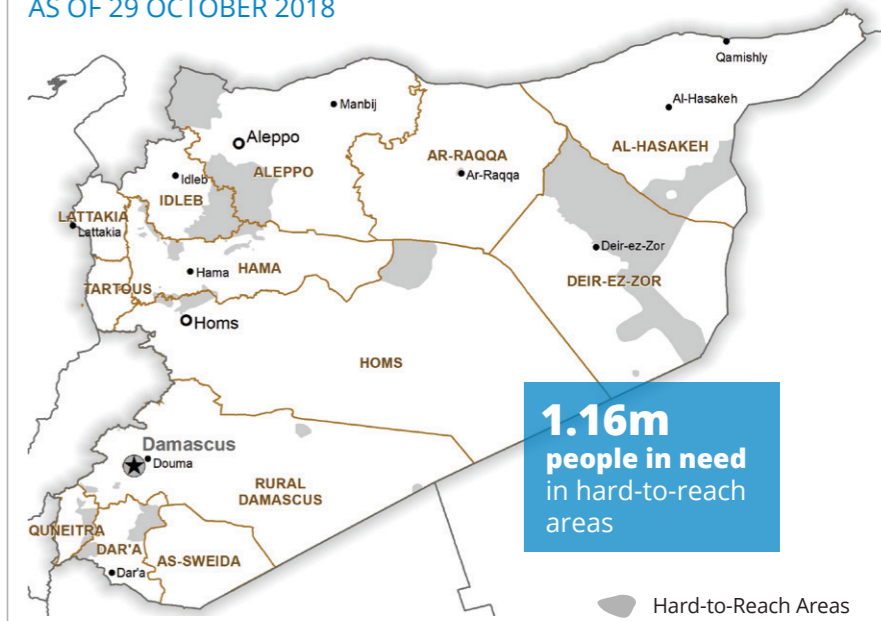 AS OF 29 OCTOBER 2018
Qamishly
Al-Hasakeh
Manbij
Aleppo
AL-HASAKEH
AR-RAQQA
Ar-Raqqa
ALEPPO
Idleb
IDLEB
LATTAKIA
Lattakia
Deir-ez-Zor
HAMA
Hama
DEIR-EZ-ZOR
TARTOUS
Homs
HOMS
1.16m
people in need
in hard-to-reach
areas
Damascus
Douma
RURAL
DAMASCUS
QUNEITRA
DAR'A
AS-SWEIDA
Dar'a
Hard-to-Reach Areas